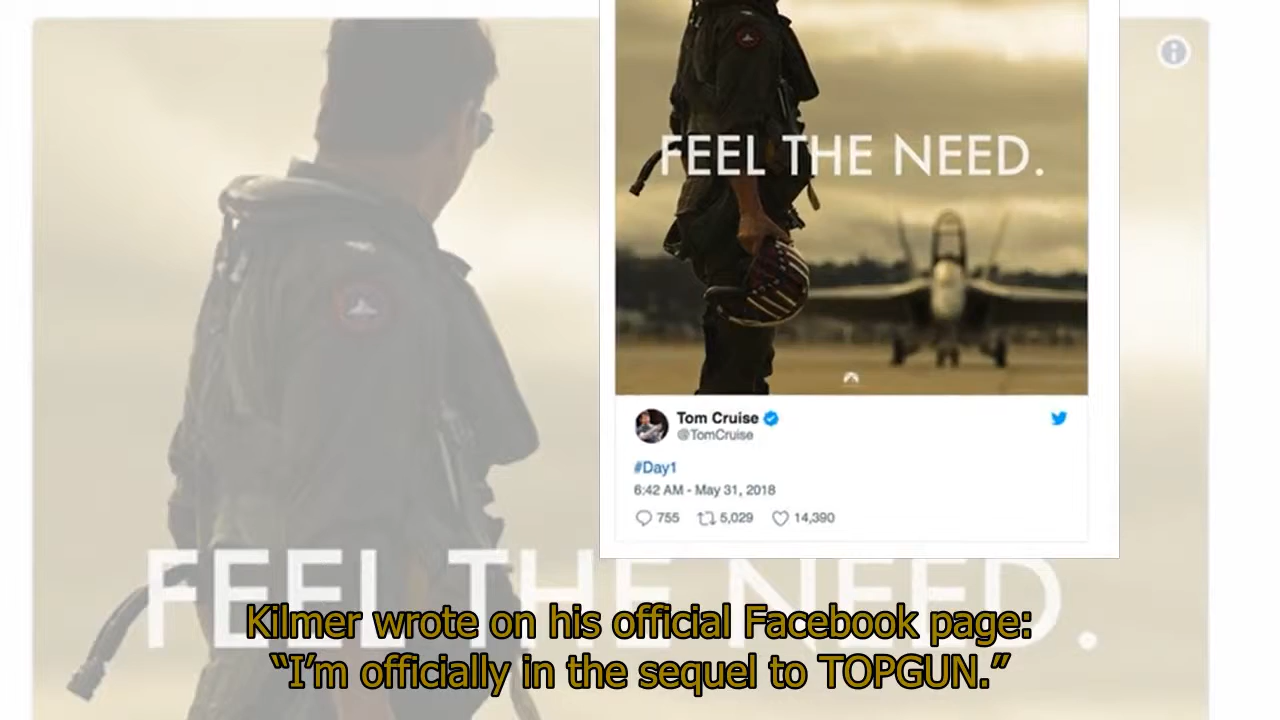 FEEL THE NEED.
Tom Cruise
@TomCruise
#Day1
6:42 AM - May 31, 2018
755 5,029 14,390
FEEL THE NEED.
Kilmer wrote on his official Facebook page:
“I’m officially in the sequel to TOPGUN.”